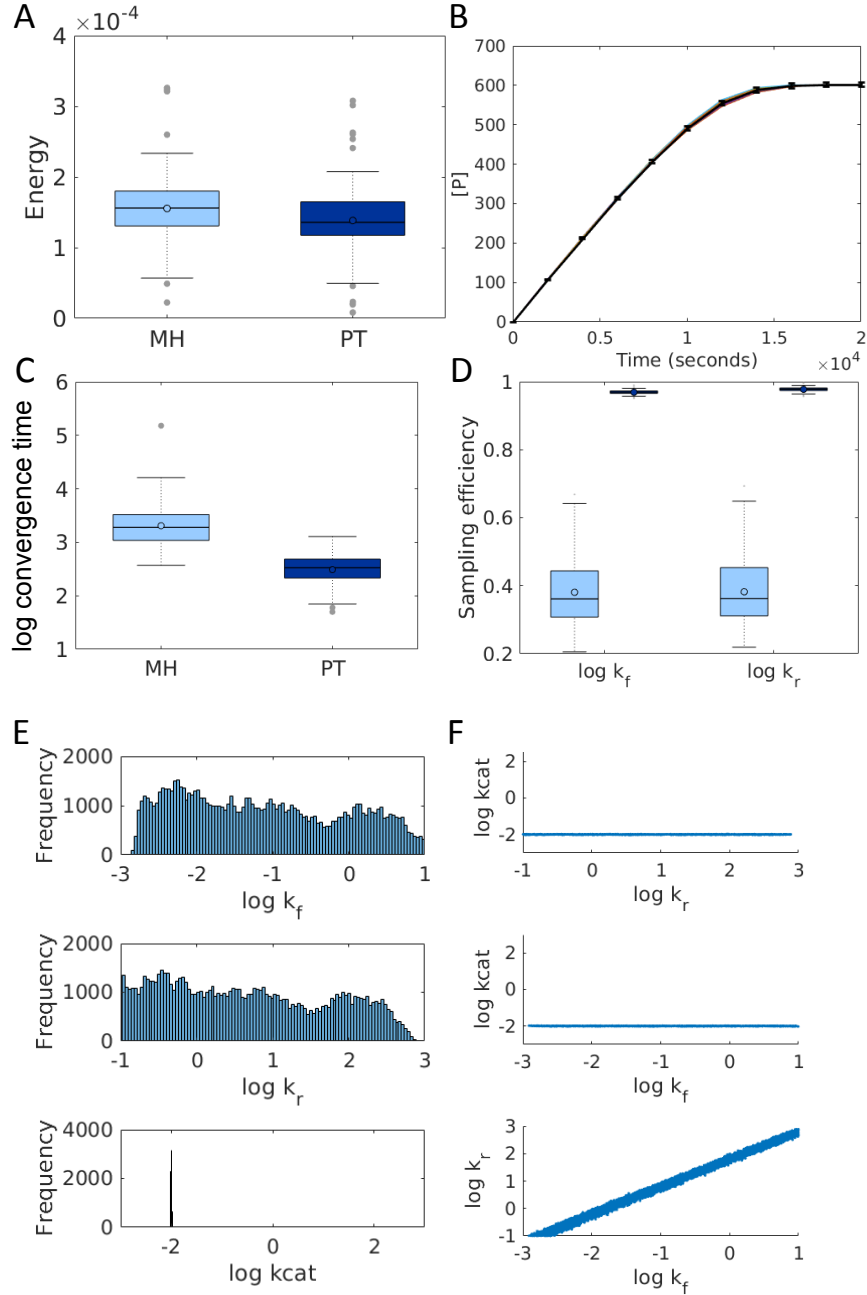 A
×10⁻⁴
4
3
2
1
0
Energy
MH
PT
B
700
600
500
400
300
200
100
0
[P]
0
0.5
1
1.5
2
Time (seconds)
×10⁴
C
6
5
4
3
2
1
log convergence time
MH
PT
D
1
0.8
0.6
0.4
0.2
Sampling efficiency
log k_f
log k_r
E
2000
1000
0
Frequency
-3
-2
-1
0
1
log k_f
2000
1000
0
Frequency
-1
0
1
2
3
log k_r
4000
2000
0
Frequency
-2
0
2
log kcat
F
2
0
-2
log kcat
-1
0
1
2
3
log k_r
2
0
-2
log kcat
-3
-2
-1
0
1
log k_f
3
2
1
0
-1
log k_r
-3
-2
-1
0
1
log k_f